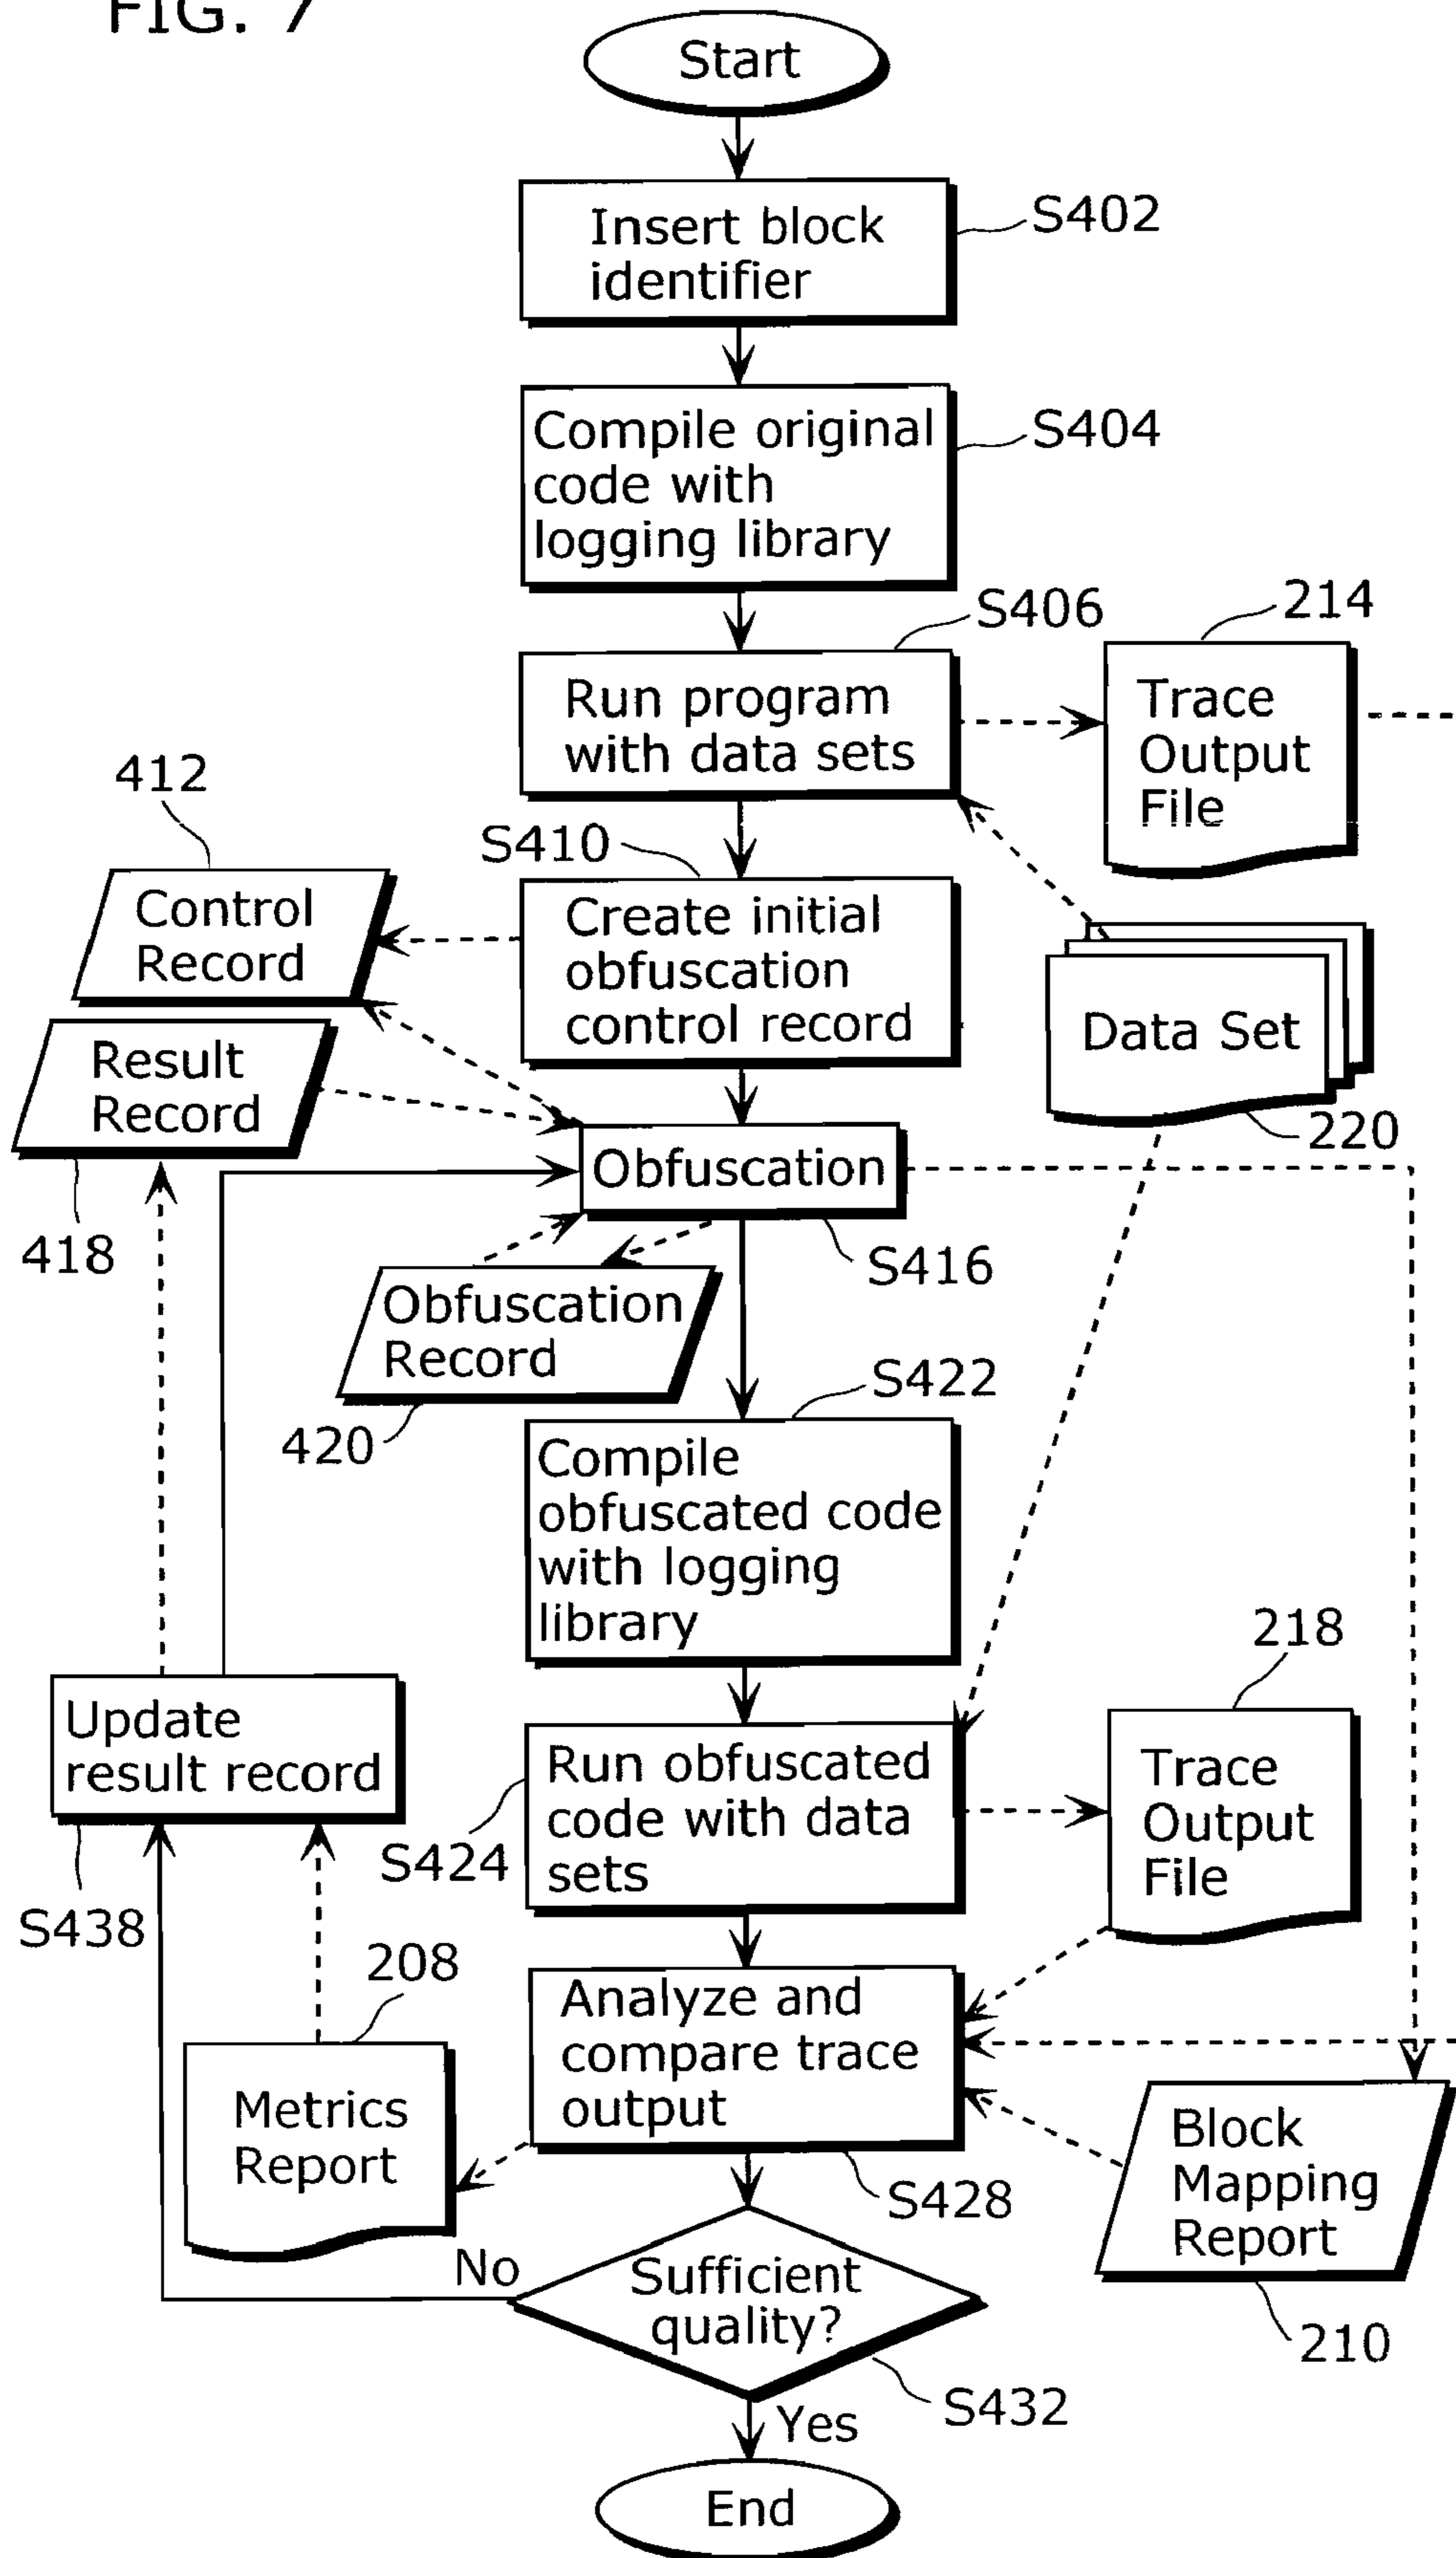 FIG. 7
Start
Insert block
identifier
S402
Compile original
code with
logging library
S404
S406
214
Run program
with data sets
Trace
Output
File
412
S410
Control
Record
Create initial
obfuscation
control record
Data Set
220
Result
Record
418
Obfuscation
S416
Obfuscation
Record
420
S422
Compile
obfuscated code
with logging
library
218
Update
result record
S438
Run obfuscated
code with data
sets
S424
Trace
Output
File
208
Analyze and
compare trace
output
S428
Metrics
Report
Block
Mapping
Report
210
No
Sufficient
quality?
S432
Yes
End